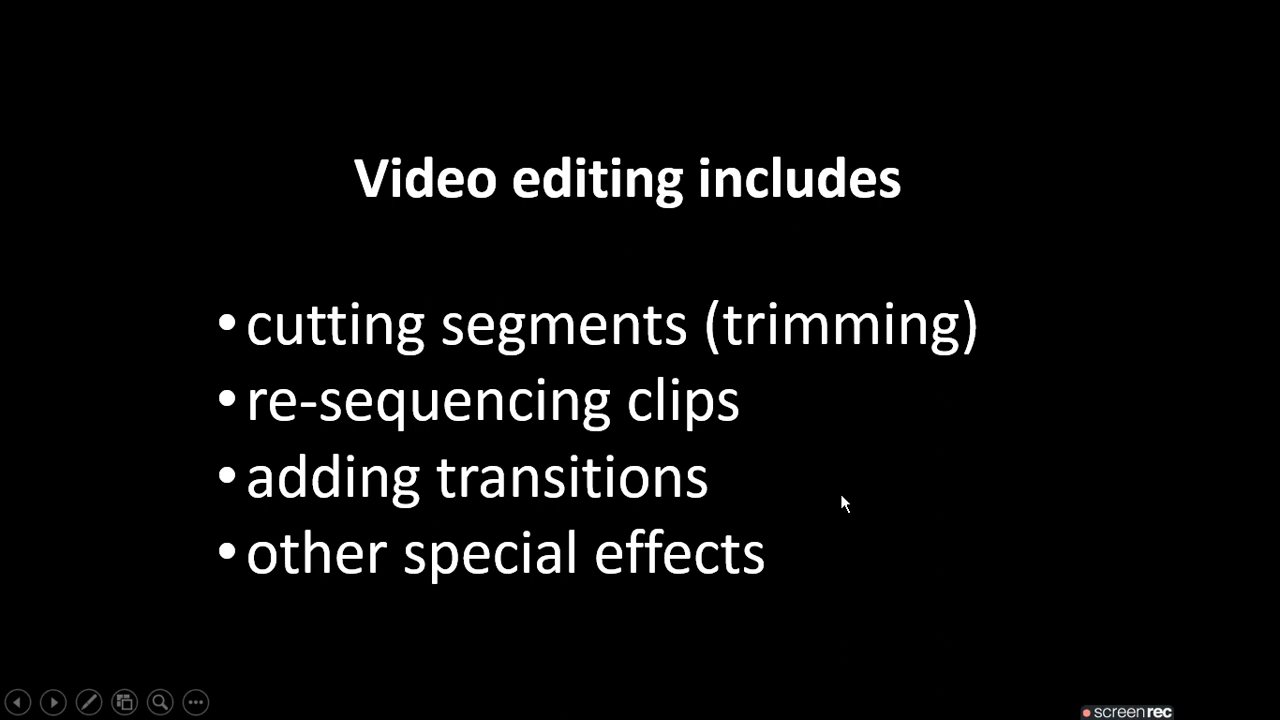 Video editing includes
•cutting segments (trimming)
•re-sequencing clips
•adding transitions
•other special effects
screenrec